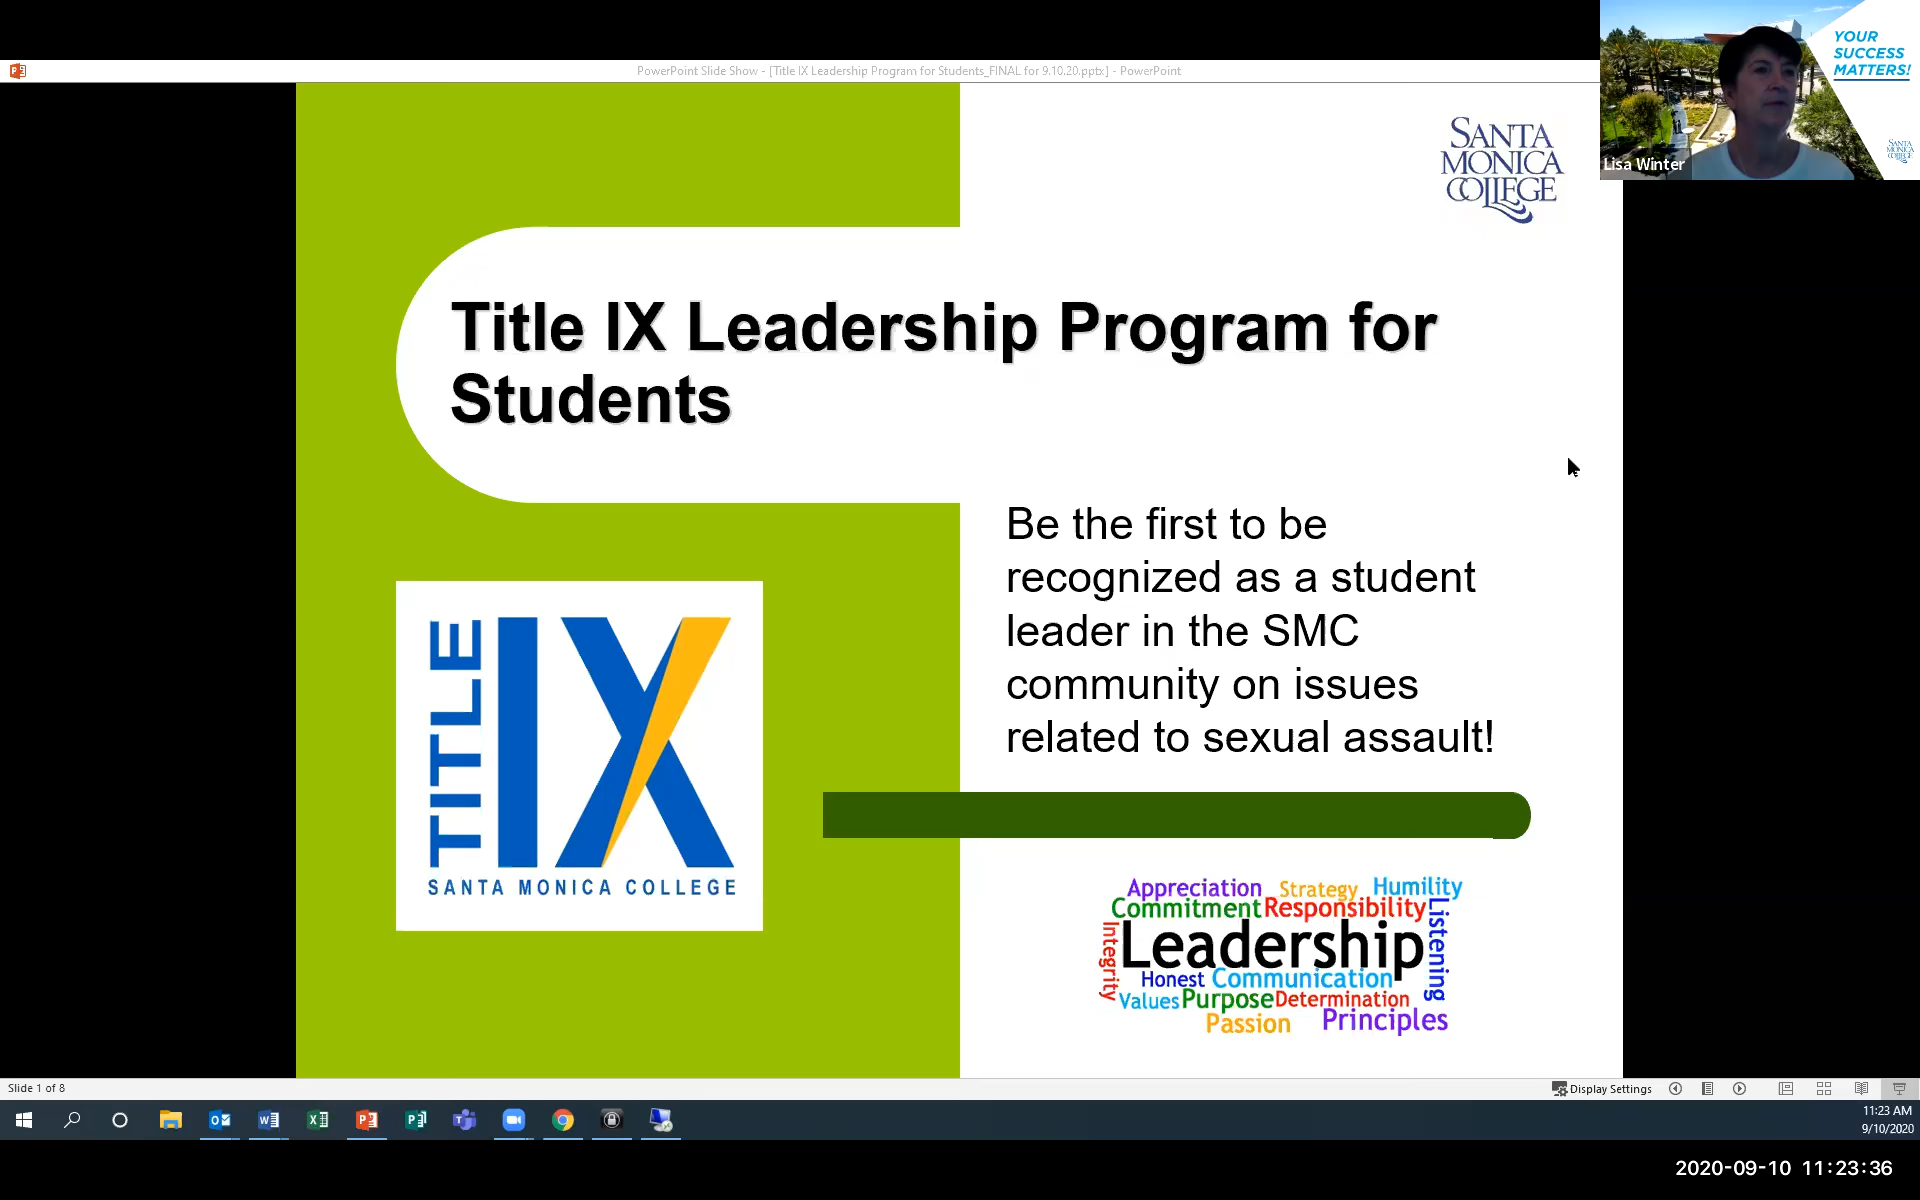 PowerPoint Slide Show - [Title IX Leadership Program for Students_FINAL for 9.10.20.pptx] - PowerPoint
YOUR
SUCCESS
MATTERS!
SANTA
MONICA
COLLEGE
Lisa Winter
SANTA
MONICA
COLLEGE
Title IX Leadership Program for
Students
Be the first to be
recognized as a student
leader in the SMC
community on issues
related to sexual assault!
TITLE
IX
SANTA MONICA COLLEGE
Appreciation Strategy Humility
Commitment Responsibility
Integrity
Leadership
Listening
Honest Communication
Values Purpose Determination
Passion Principles
Slide 1 of 8
Display Settings
11:23 AM
9/10/2020
2020-09-10 11:23:36